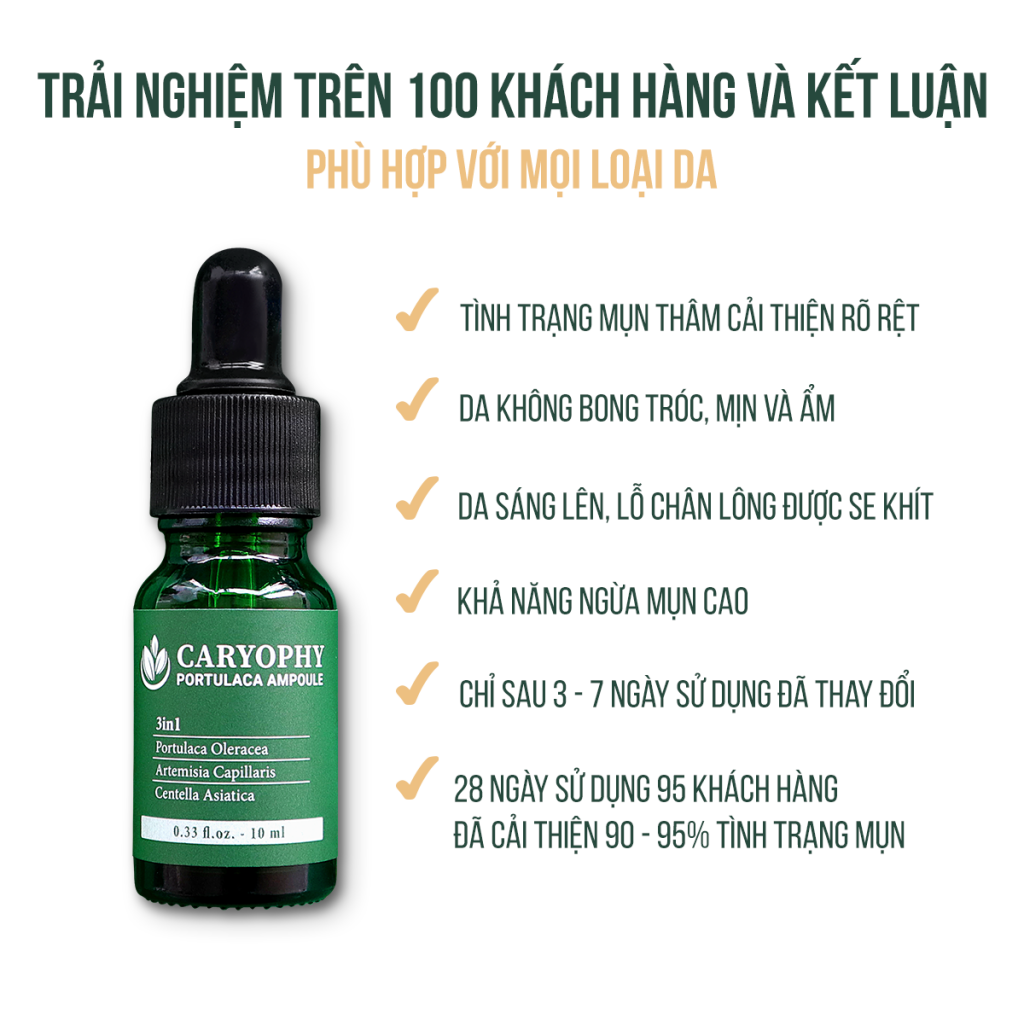 TRẢI NGHIỆM TRÊN 100 KHÁCH HÀNG VÀ KẾT LUẬN
PHÙ HỢP VỚI MỌI LOẠI DA
TÌNH TRẠNG MỤN THÂM CẢI THIỆN RÕ RỆT
DA KHÔNG BONG TRÓC, MỊN VÀ ẨM
DA SÁNG LÊN, LỖ CHÂN LÔNG ĐƯỢC SE KHÍT
KHẢ NĂNG NGỪA MỤN CAO
CHỈ SAU 3 - 7 NGÀY SỬ DỤNG ĐÃ THAY ĐỔI
28 NGÀY SỬ DỤNG 95 KHÁCH HÀNG
ĐÃ CẢI THIỆN 90 - 95% TÌNH TRẠNG MỤN
CARYOPHY
PORTULACA AMPOULE
3in1
Portulaca Oleracea
Artemisia Capillaris
Centella Asiatica
0.33 fl.oz. - 10 ml